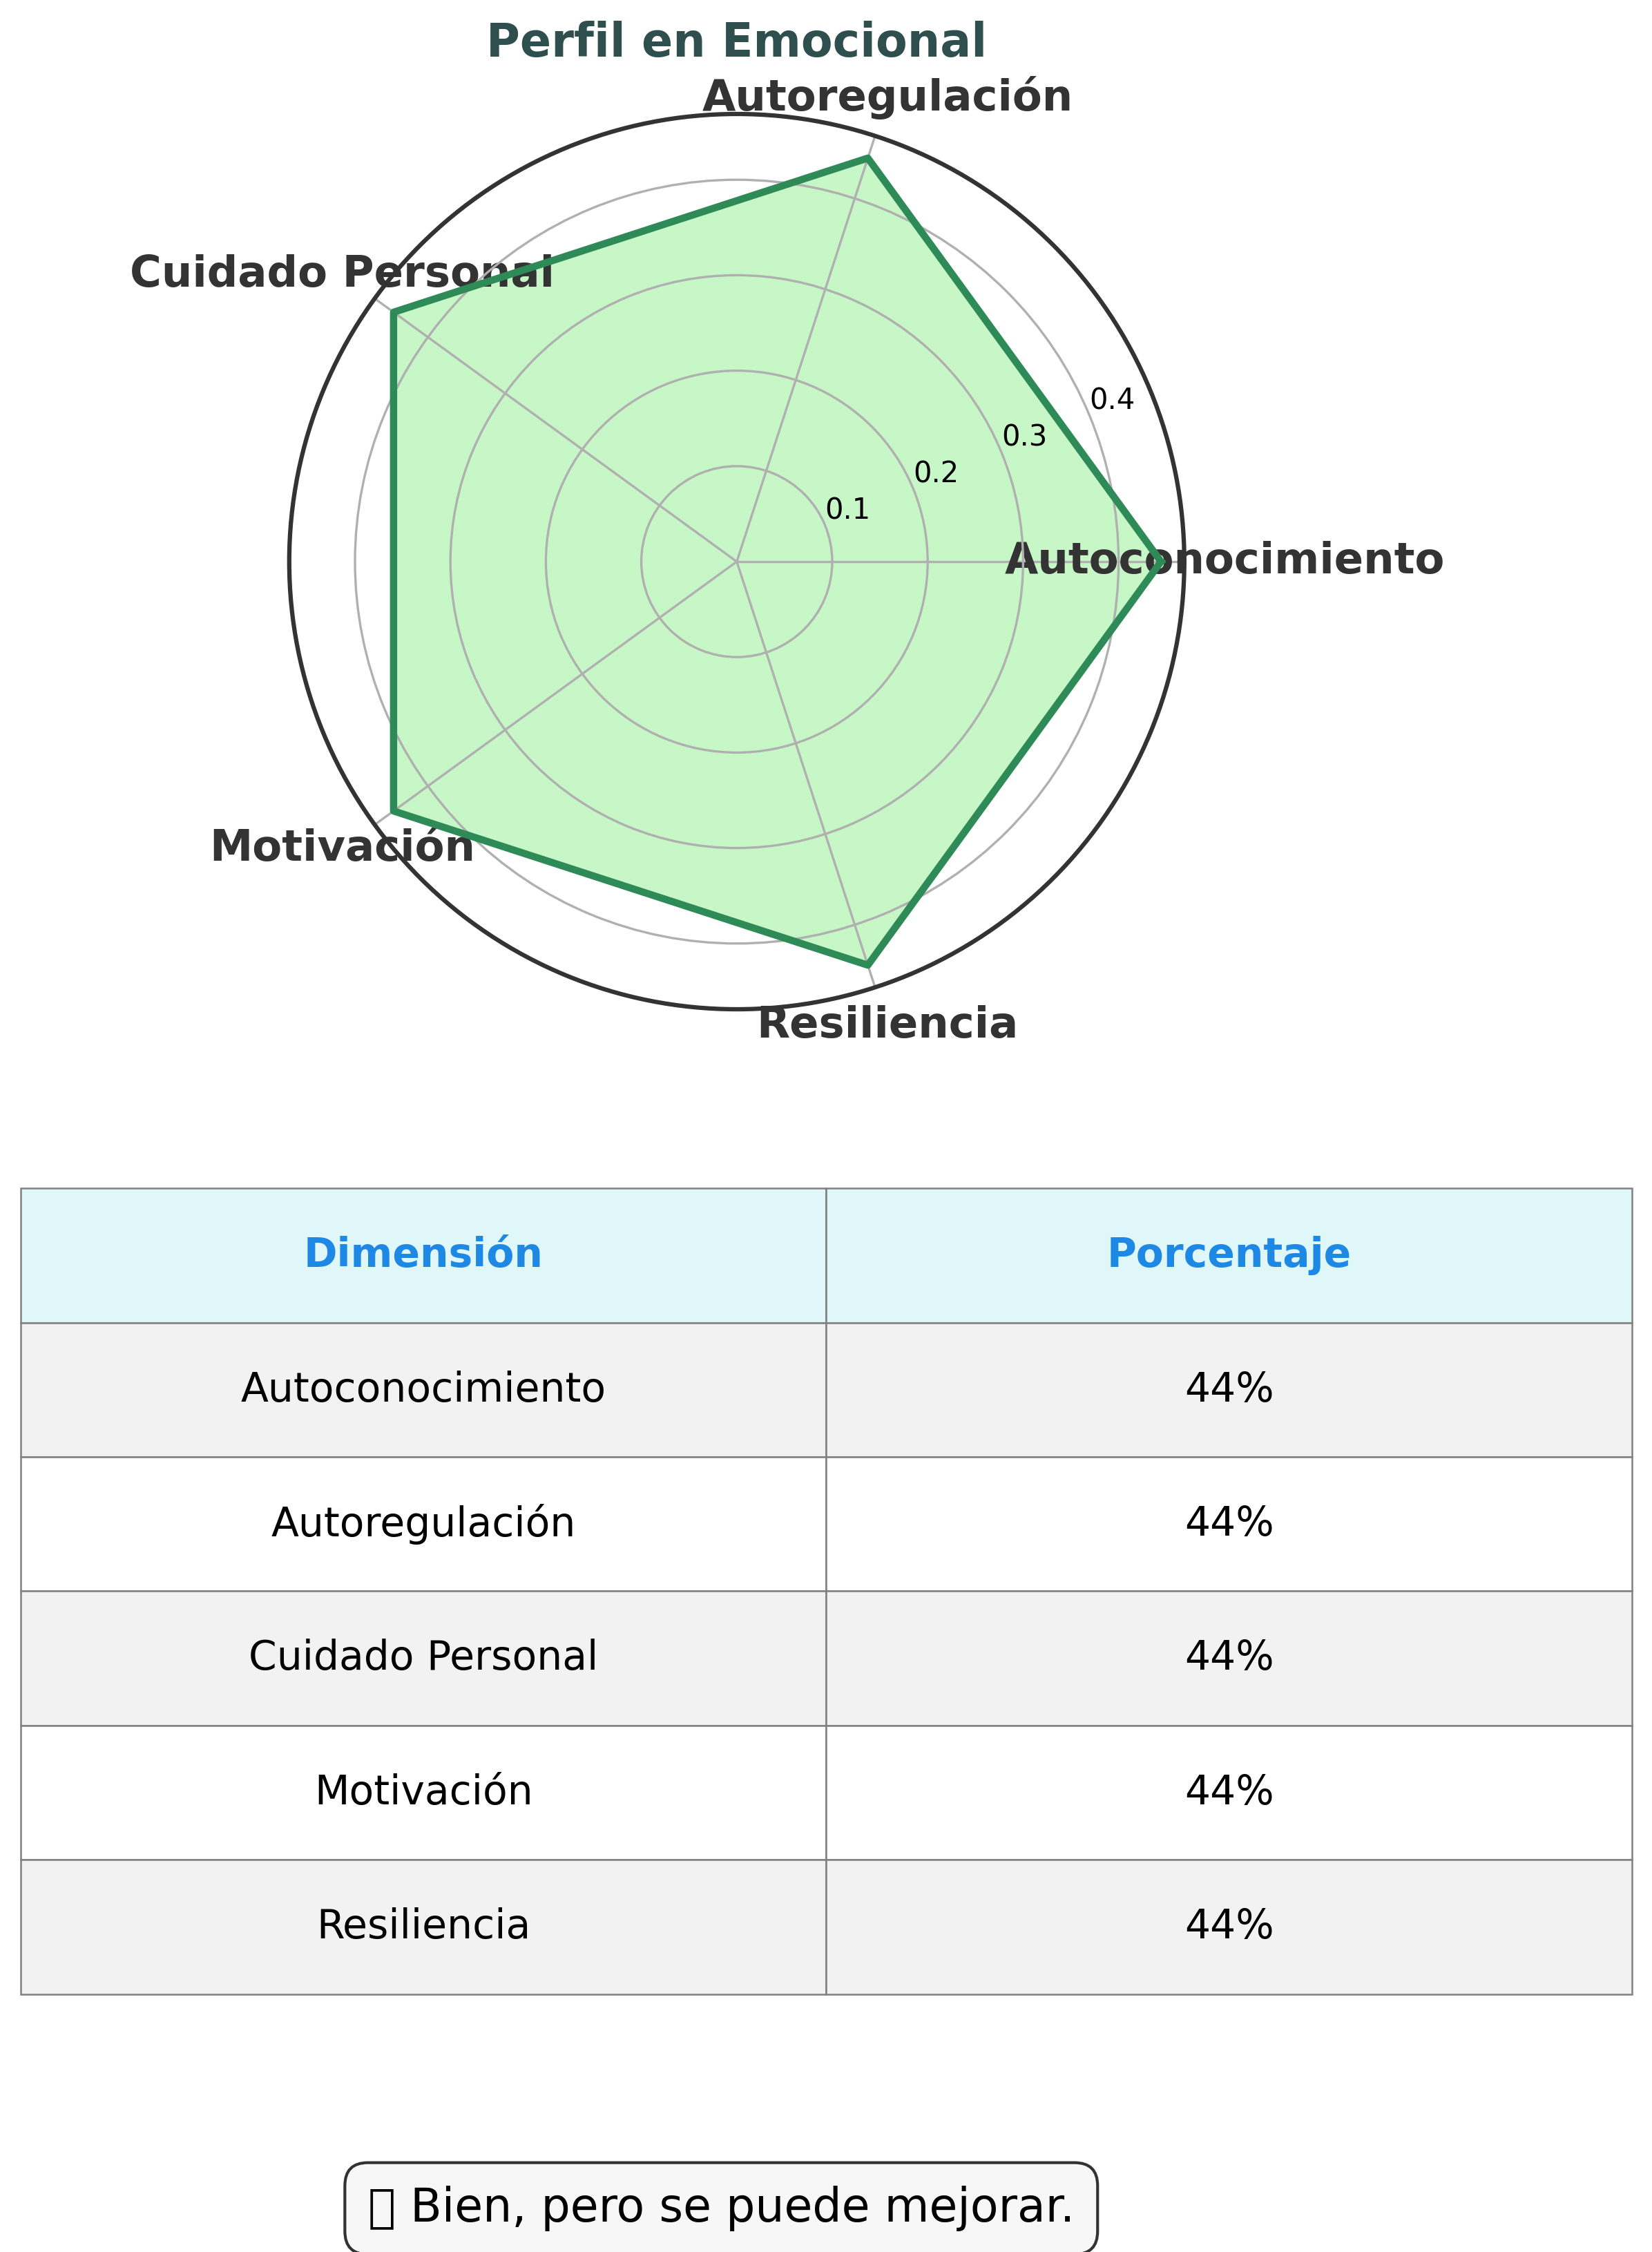 Perfil en Emocional
Autoregulación
Cuidado Personal
0.4
0.3
0.2
0.1
Autoconocimiento
Motivación
Resiliencia
Dimensión Porcentaje
Autoconocimiento 44%
Autoregulación 44%
Cuidado Personal 44%
Motivación 44%
Resiliencia 44%
Bien, pero se puede mejorar.